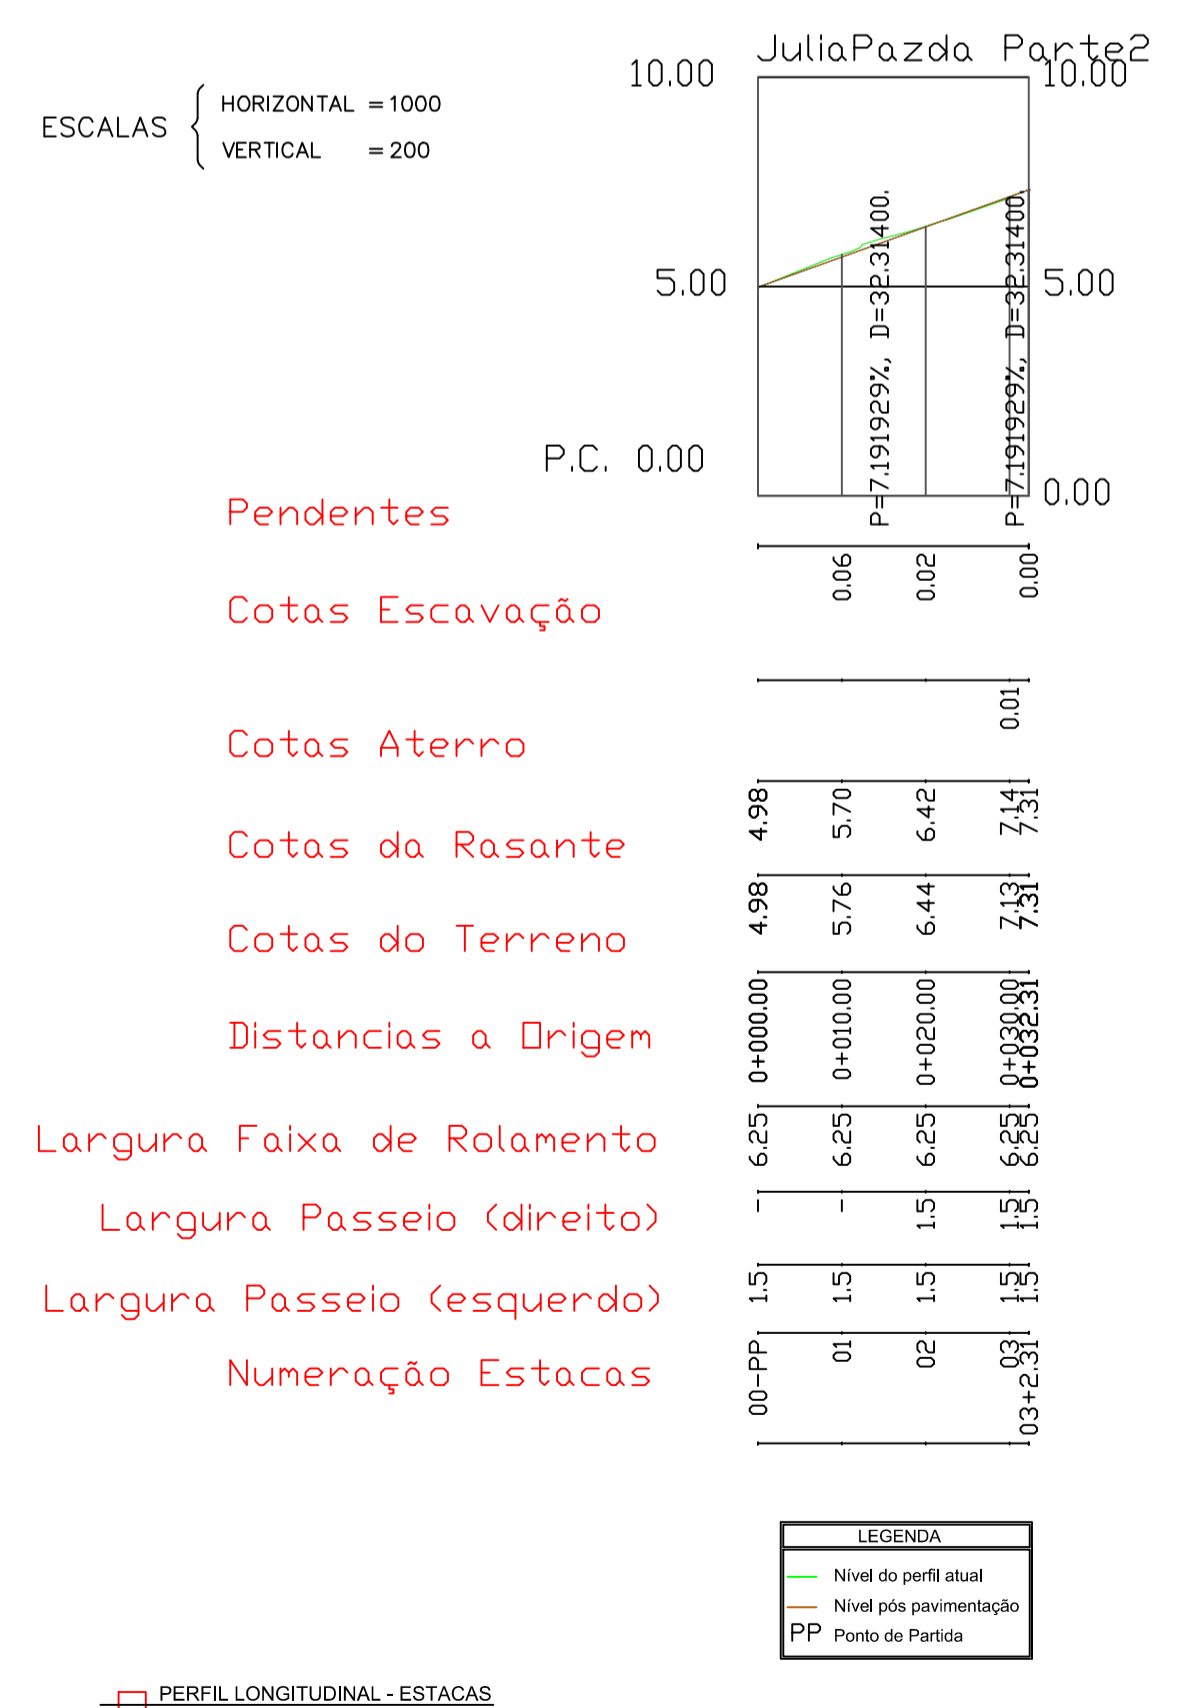 JuliaPazda Parte2
10.00
10.00
ESCALAS
HORIZONTAL = 1000
VERTICAL = 200
5.00
5.00
P=7.191929%, D=32.31400.
P=7.191929%, D=32.31400.
P.C. 0.00
0.00
Pendentes
0.06 0.02 0.00
Cotas Escavação
0.01
Cotas Aterro
4.98 5.70 6.42 7.14 7.31
Cotas da Rasante
4.98 5.76 6.44 7.13 7.31
Cotas do Terreno
0+000.00 0+010.00 0+020.00 0+030.00 0+032.31
Distancias a Origem
6.25 6.25 6.25 6.25 6.25
Largura Faixa de Rolamento
- - 1.5 1.5 1.5
Largura Passeio (direito)
1.5 1.5 1.5 1.5 1.5
Largura Passeio (esquerdo)
00-PP 01 02 03 03+2.31
Numeração Estacas
LEGENDA
Nível do perfil atual
Nível pós pavimentação
PP Ponto de Partida
PERFIL LONGITUDINAL - ESTACAS